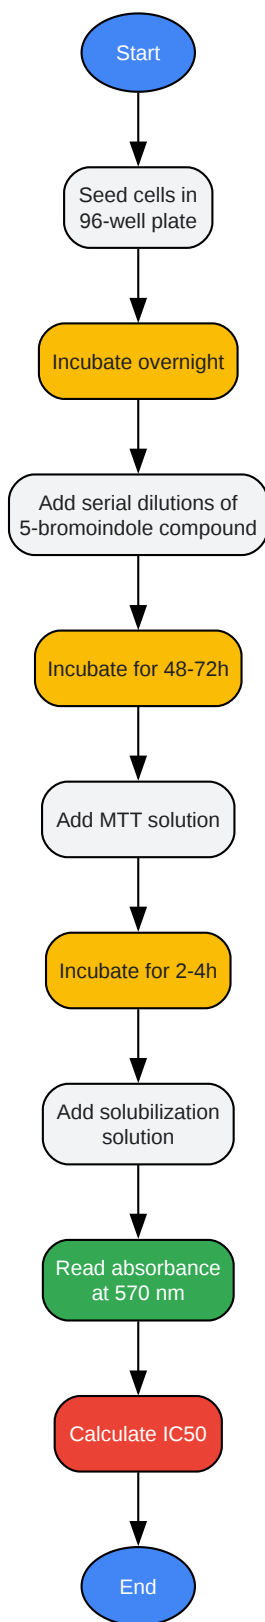 Start
Seed cells in
96-well plate
Incubate overnight
Add serial dilutions of
5-bromoindole compound
Incubate for 48-72h
Add MTT solution
Incubate for 2-4h
Add solubilization
solution
Read absorbance
at 570 nm
Calculate IC50
End